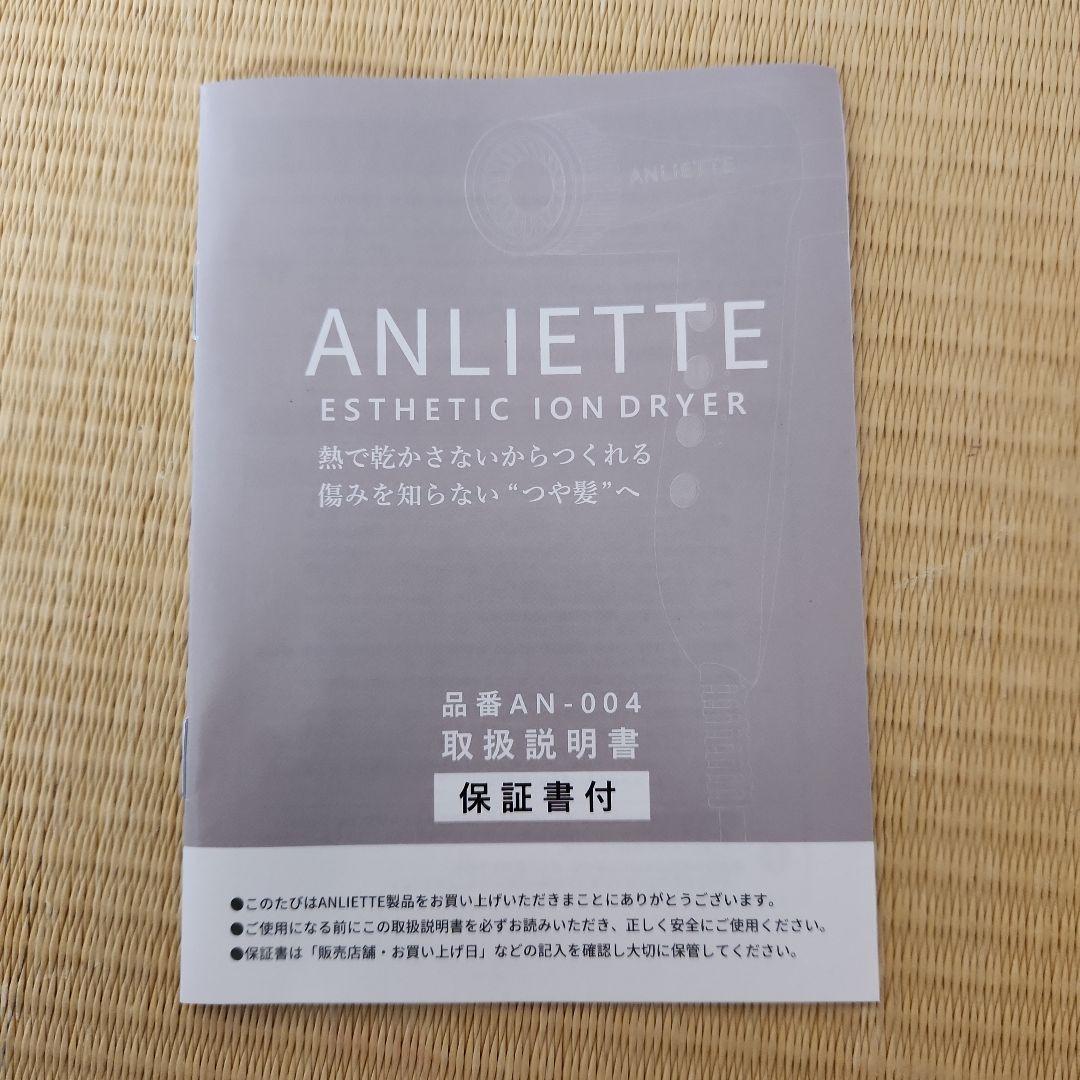 ANLIETTE
ANLIETTE
ESTHETIC ION DRYER
熱で乾かさないからつくれる
傷みを知らない“つや髪”へ
品番AN-004
取扱説明書
保証書付
●このたびはANLIETTE製品をお買い上げいただきまことにありがとうございます。
●ご使用になる前にこの取扱説明書を必ずお読みいただき、正しく安全にご使用ください。
●保証書は「販売店舗・お買い上げ日」などの記入を確認し大切に保管してください。